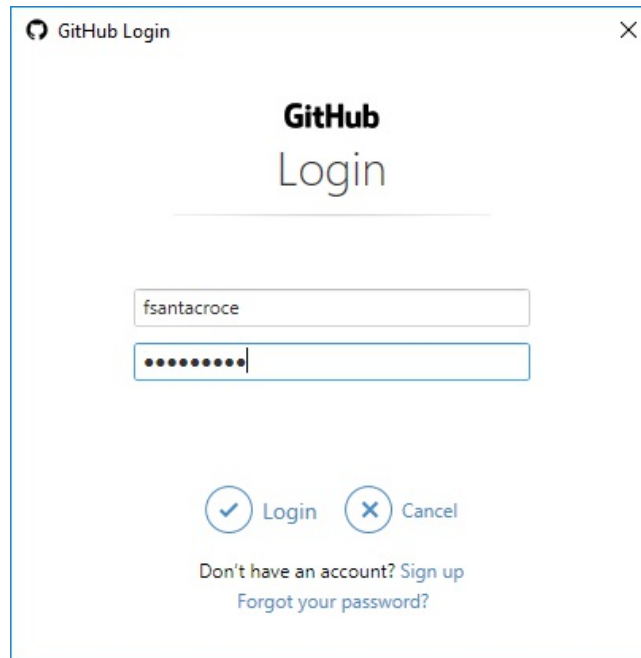 GitHub Login
GitHub
Login
fsantacroce
●●●●●●●●●
Login Cancel
Don't have an account? Sign up
Forgot your password?